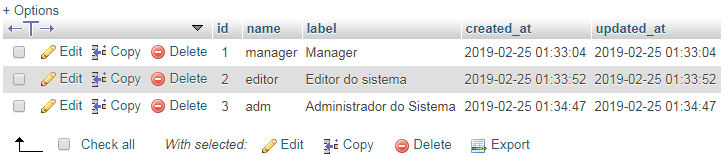 + Options
id name label created_at updated_at
Edit Copy Delete 1 manager Manager 2019-02-25 01:33:04 2019-02-25 01:33:04
Edit Copy Delete 2 editor Editor do sistema 2019-02-25 01:33:52 2019-02-25 01:33:52
Edit Copy Delete 3 adm Administrador do Sistema 2019-02-25 01:34:47 2019-02-25 01:34:47
Check all With selected: Edit Copy Delete Export